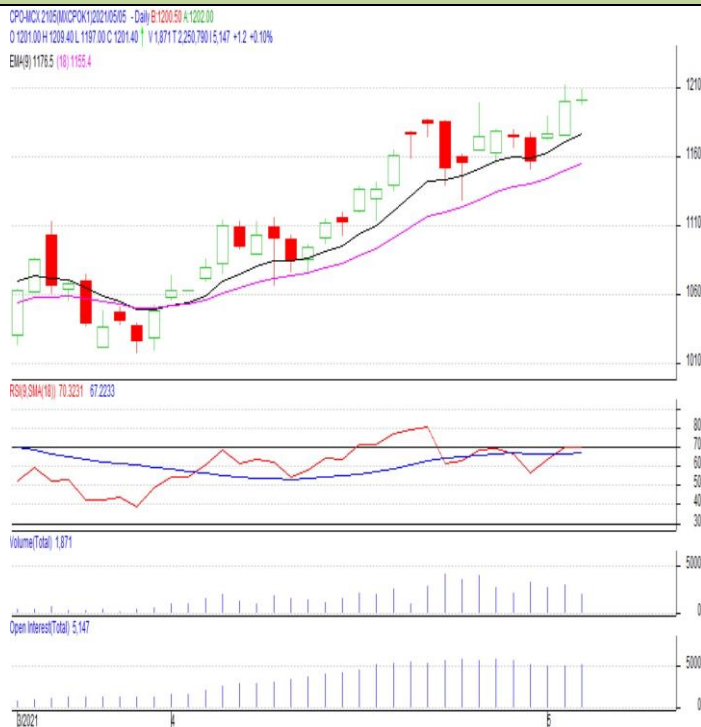 CPO-MCX 2105(MXCPOK1)2021/05/05 - Daily B:1200.50 A:1202.00
O 1201.00 H 1209.40 L 1197.00 C 1201.40 ↑ V 1,871 T 2,250,790 I 5,147 +1.2 +0.10%
EMA(9) 1176.5 (18) 1155.4
1210
1160
1110
1060
1010
RSI(9,SMA(18)) 70.3231 67.2233
80
70
60
50
40
30
Volume(Total) 1,871
5000
0
Open Interest(Total) 5,147
5000
0
3/2021 4 5